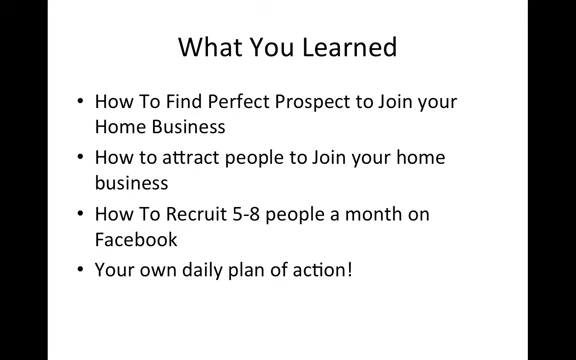 What You Learned
• How To Find Perfect Prospect to Join your
Home Business
• How to attract people to Join your home
business
• How To Recruit 5-8 people a month on
Facebook
• Your own daily plan of action!